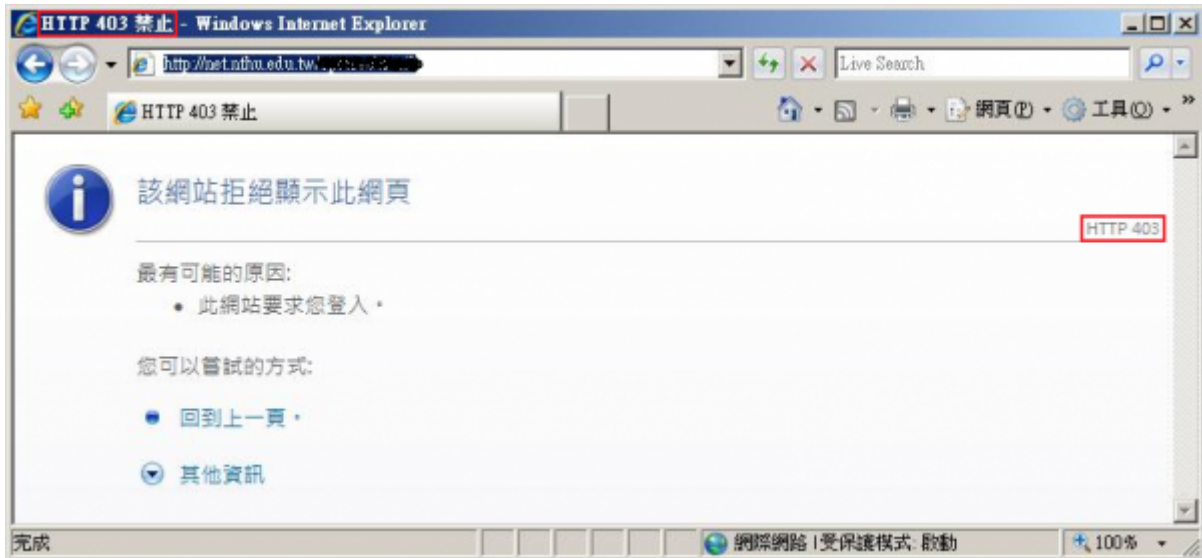 HTTP 403 禁止 - Windows Internet Explorer
http://net.nthu.edu.tw/
Live Search
HTTP 403 禁止
網頁(P)
工具(O)
»
該網站拒絕顯示此網頁
HTTP 403
最有可能的原因:
• 此網站要求您登入。
您可以嘗試的方式:
回到上一頁。
其他資訊
完成
網際網路 | 受保護模式: 啟動
100%